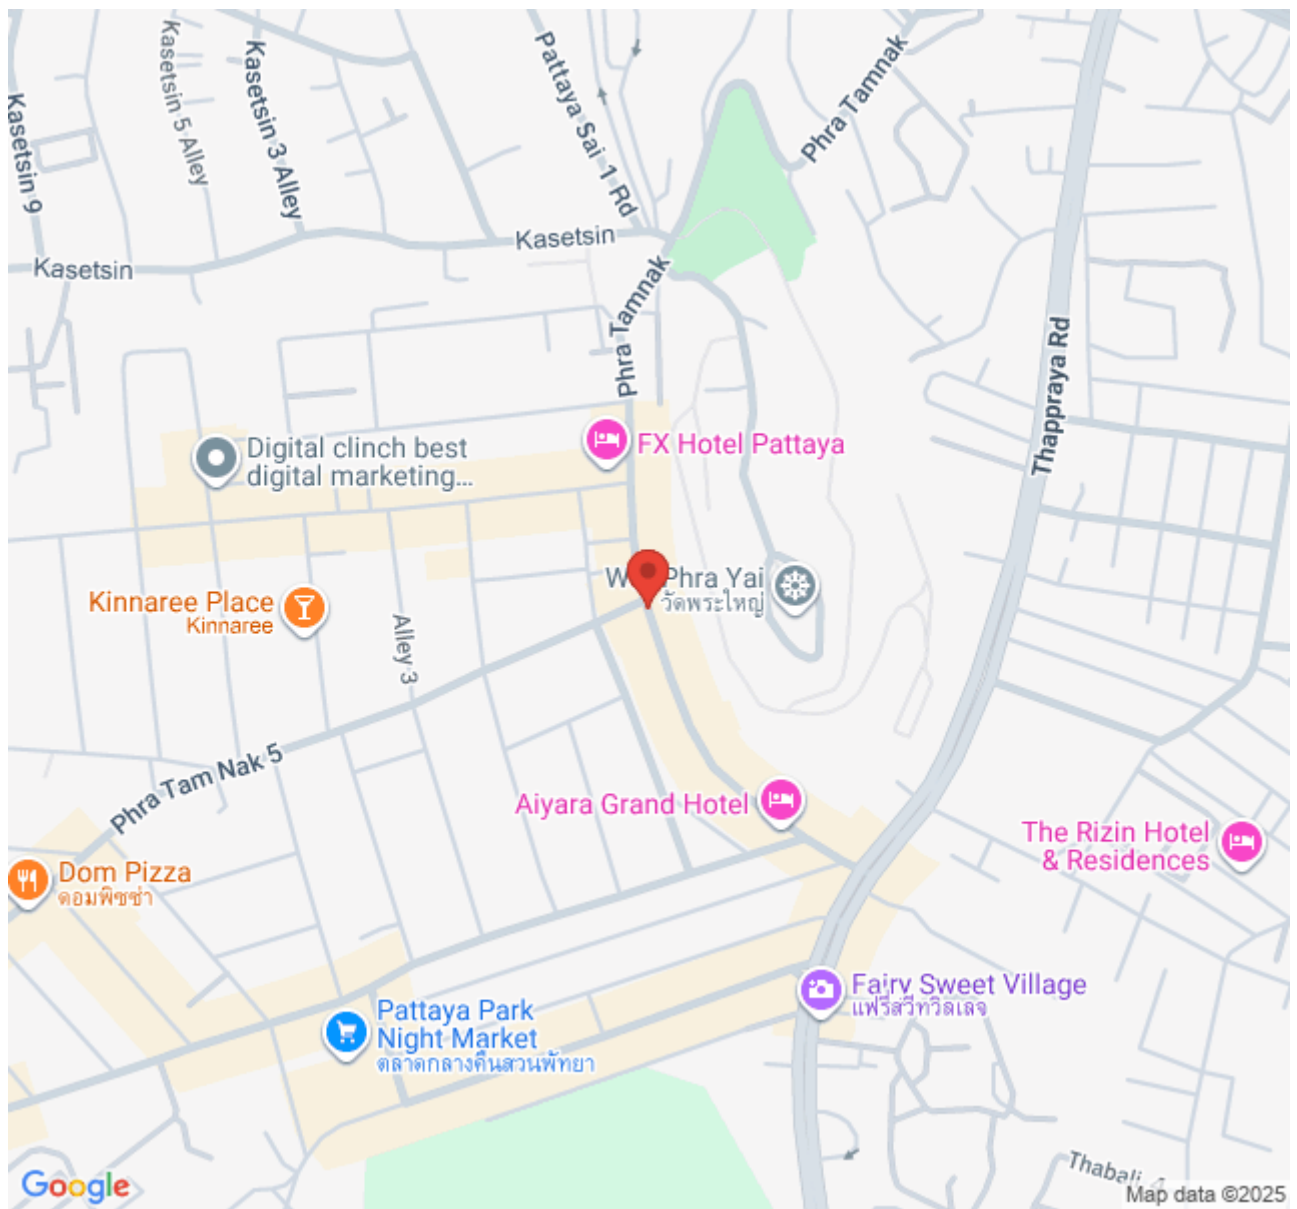 Kasetsin 9
Kasetsin 5 Alley
Kasetsin 3 Alley
Pattaya Sai 1 Rd
Phra Tamnak
Kasetsin
Kasetsin
Phra Tamnak
Thappraya Rd
Digital clinch best
digital marketing...
FX Hotel Pattaya
Phra Yai
วัดพระใหญ่
Kinnaree Place
Kinnaree
Alley 3
Phra Tam Nak 5
Aiyara Grand Hotel
The Rizin Hotel
& Residences
Dom Pizza
ดอมพิซซ่า
Fairy Sweet Village
แฟรี่สวีทวิลเลจ
Pattaya Park
Night Market
ตลาดกลางคืนสวนพัทยา
Thabali 4
Google
Map data ©2025